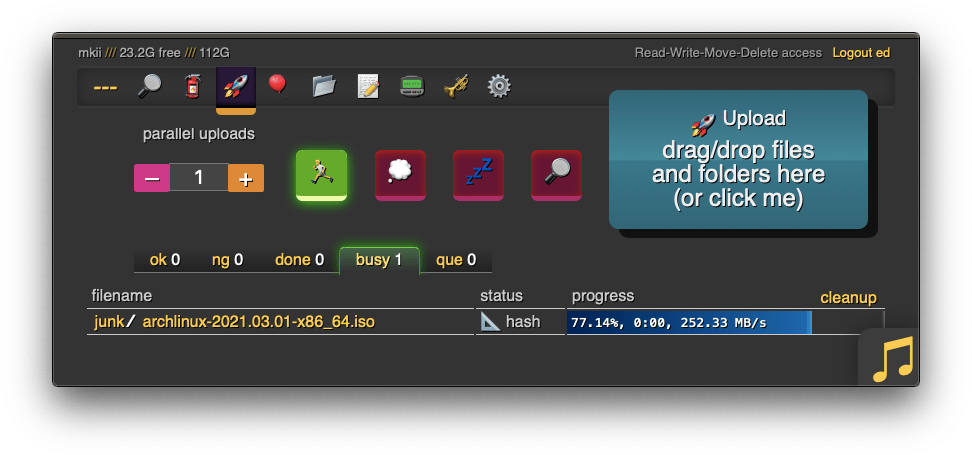 mkii /// 23.2G free /// 112G
Read-Write-Move-Delete access Logout ed
---
parallel uploads
− 1 +
Upload
drag/drop files
and folders here
(or click me)
ok 0 ng 0 done 0 busy 1 que 0
filename status progress cleanup
junk/ archlinux-2021.03.01-x86_64.iso hash 77.14%, 0:00, 252.33 MB/s